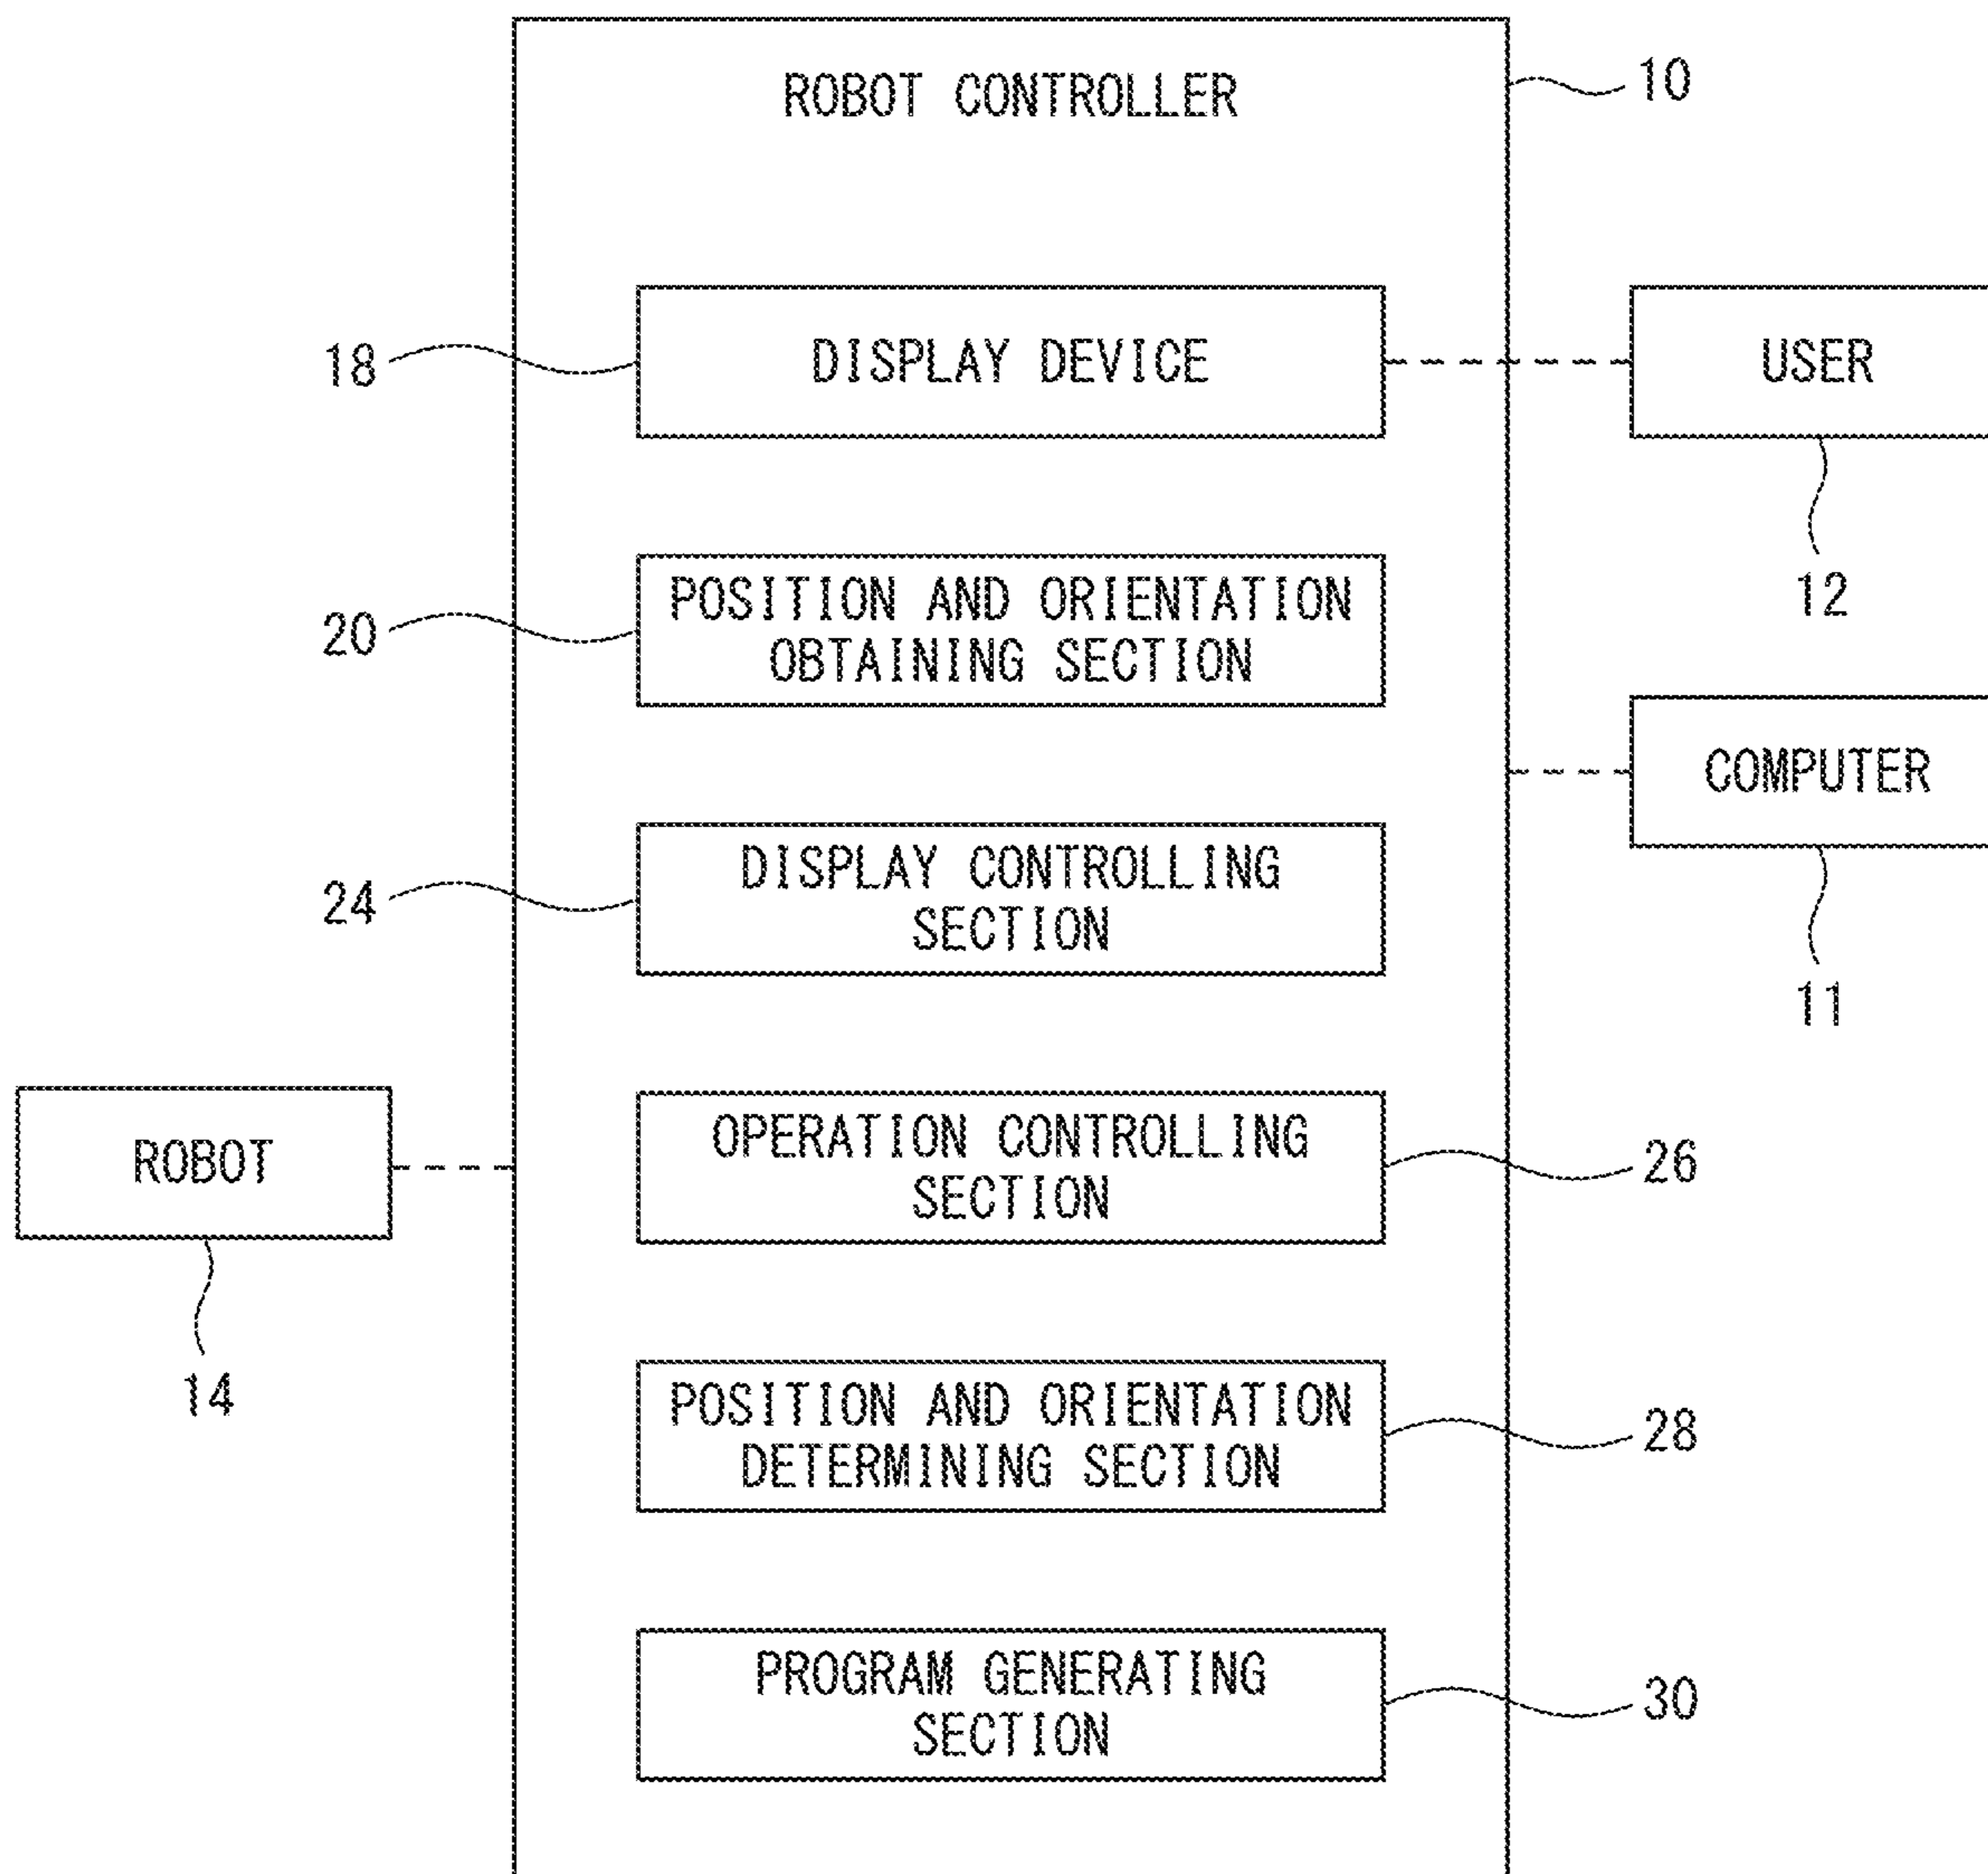 ROBOT CONTROLLER
10
DISPLAY DEVICE
18
USER
12
POSITION AND ORIENTATION
OBTAINING SECTION
20
COMPUTER
11
DISPLAY CONTROLLING
SECTION
24
ROBOT
14
OPERATION CONTROLLING
SECTION
26
POSITION AND ORIENTATION
DETERMINING SECTION
28
PROGRAM GENERATING
SECTION
30